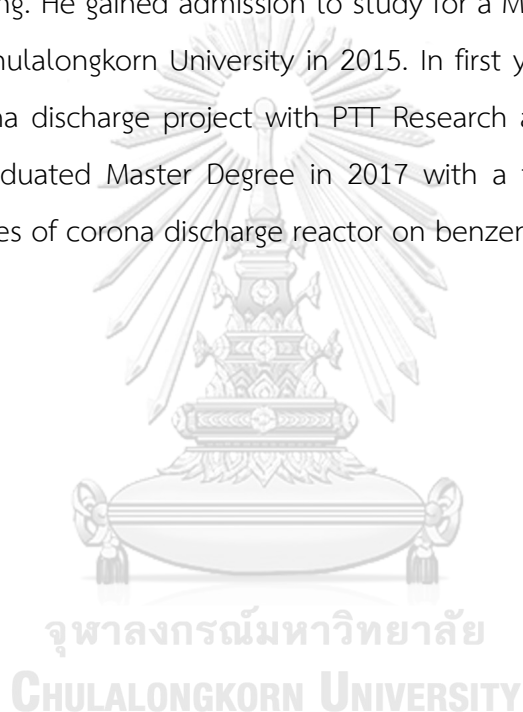 ng. He gained admission to study for a M
hulalongkorn University in 2015. In first y
na discharge project with PTT Research a
duated Master Degree in 2017 with a
es of corona discharge reactor on benzer
จุฬาลงกรณ์มหาวิทยาลัย
CHULALONGKORN UNIVERSITY